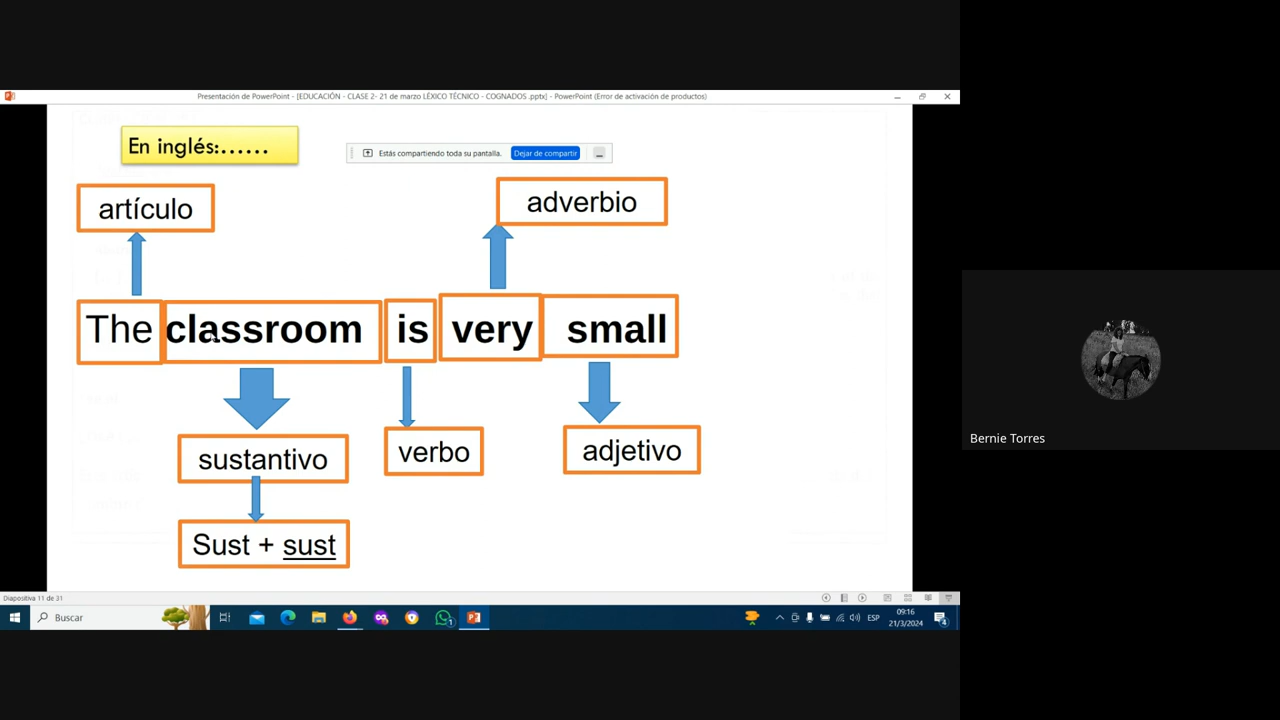 Presentación de PowerPoint - [EDUCACIÓN - CLASE 2- 21 de marzo LÉXICO TÉCNICO - COGNADOS .pptx] - PowerPoint (Error de activación de productos)
En inglés:......
Estás compartiendo toda su pantalla. Dejar de compartir
artículo
adverbio
The classroom is very small
sustantivo
verbo
adjetivo
Sust + sust
Bernie Torres
Diapositiva 11 de 31
Buscar
ESP
09:16
21/3/2024
1
4